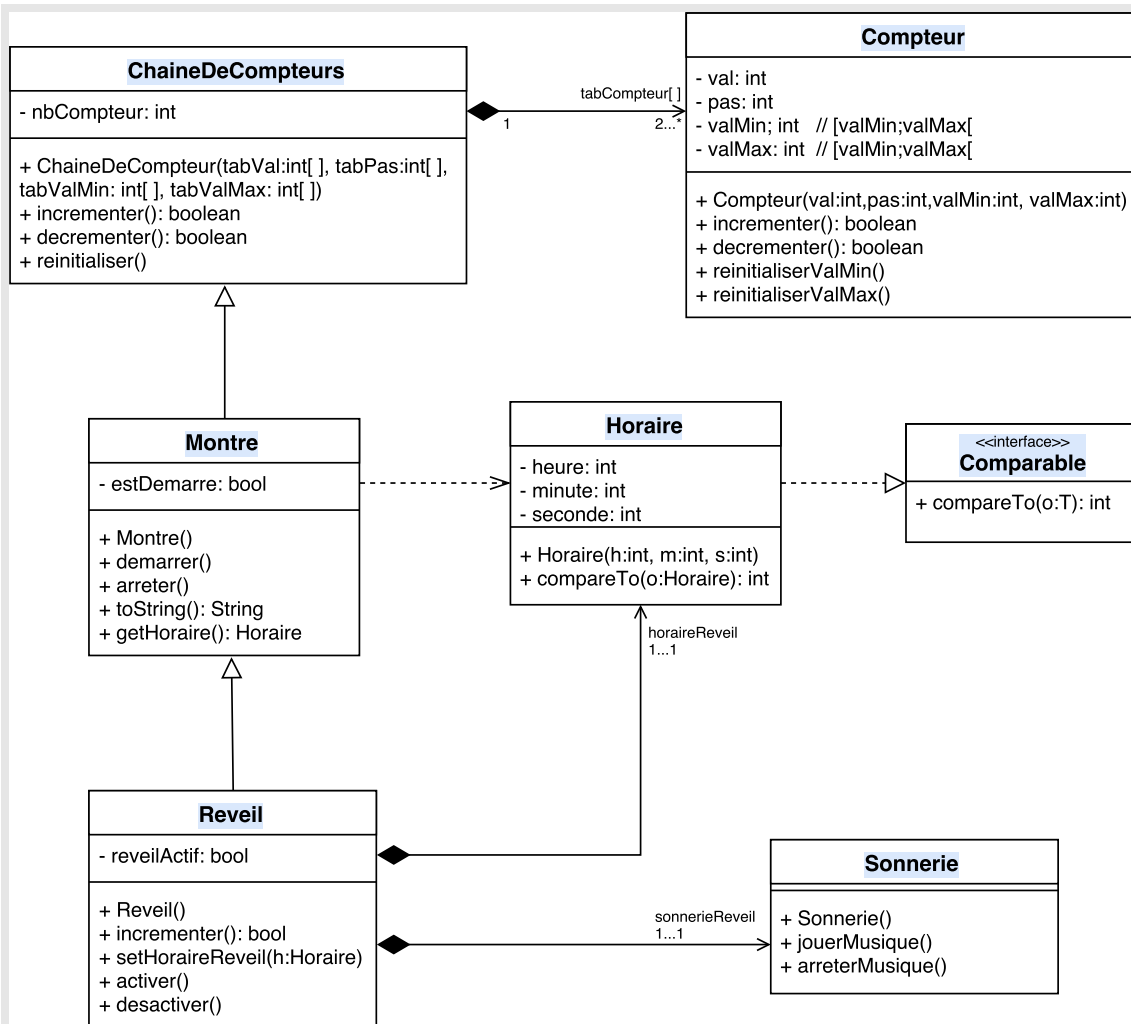 ChaineDeCompteurs
- nbCompteur: int
+ ChaineDeCompteur(tabVal:int[ ], tabPas:int[ ],
tabValMin: int[ ], tabValMax: int[ ])
+ incrementer(): boolean
+ decrementer(): boolean
+ reinitialiser()
1
tabCompteur[ ]
2...*
Compteur
- val: int
- pas: int
- valMin; int // [valMin;valMax[
- valMax: int // [valMin;valMax[
+ Compteur(val:int,pas:int,valMin:int, valMax:int)
+ incrementer(): boolean
+ decrementer(): boolean
+ reinitialiserValMin()
+ reinitialiserValMax()
Montre
- estDemarre: bool
+ Montre()
+ demarrer()
+ arreter()
+ toString(): String
+ getHoraire(): Horaire
Horaire
- heure: int
- minute: int
- seconde: int
+ Horaire(h:int, m:int, s:int)
+ compareTo(o:Horaire): int
<<interface>>
Comparable
+ compareTo(o:T): int
horaireReveil
1...1
Reveil
- reveilActif: bool
+ Reveil()
+ incrementer(): bool
+ setHoraireReveil(h:Horaire)
+ activer()
+ desactiver()
sonnerieReveil
1...1
Sonnerie
+ Sonnerie()
+ jouerMusique()
+ arreterMusique()